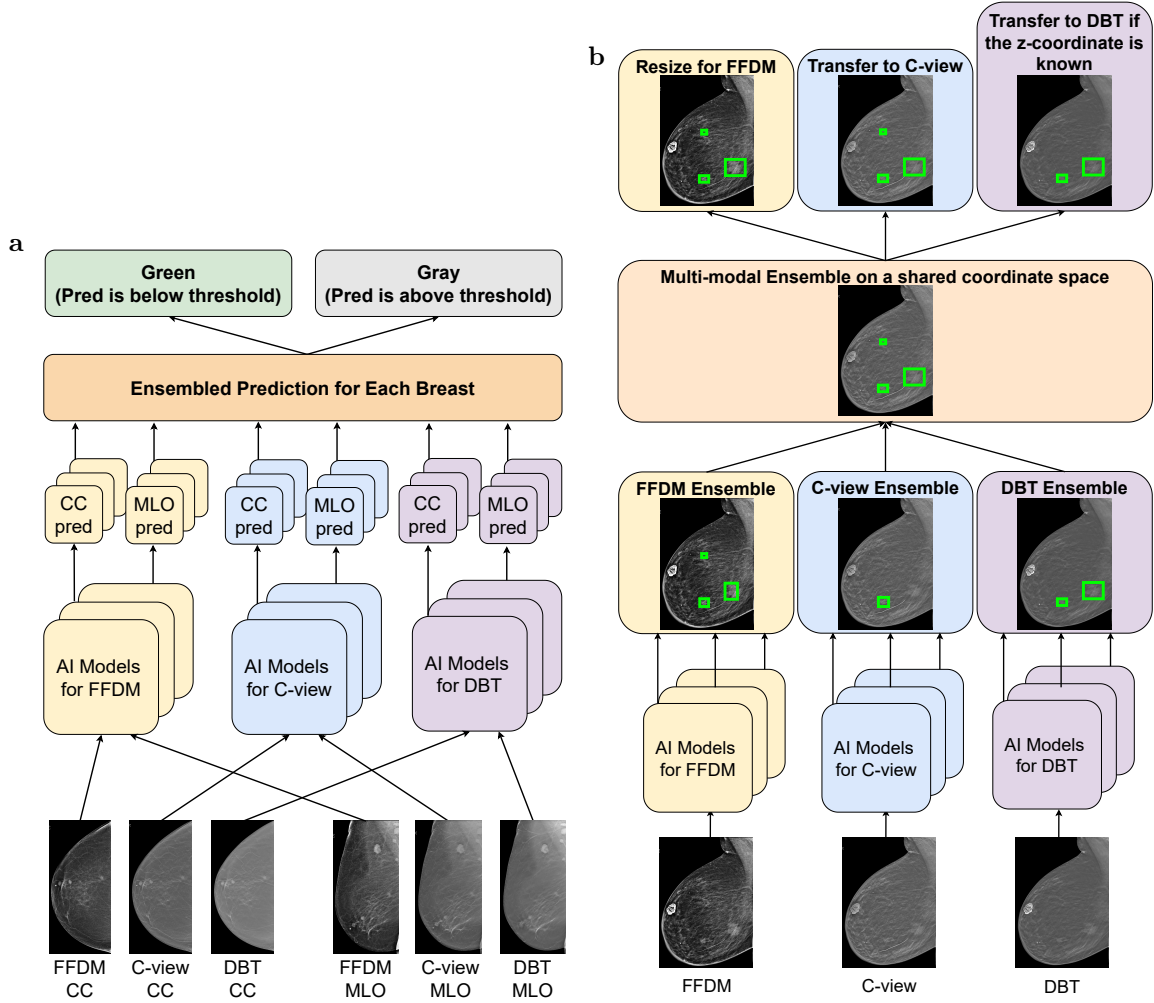 a
Green
(Pred is below threshold)
Gray
(Pred is above threshold)
Ensembled Prediction for Each Breast
CC
pred
MLO
pred
CC
pred
MLO
pred
CC
pred
MLO
pred
AI Models
for FFDM
AI Models
for C-view
AI Models
for DBT
FFDM
CC
C-view
CC
DBT
CC
FFDM
MLO
C-view
MLO
DBT
MLO
b
Resize for FFDM
Transfer to C-view
Transfer to DBT if
the z-coordinate is
known
Multi-modal Ensemble on a shared coordinate space
FFDM Ensemble
C-view Ensemble
DBT Ensemble
AI Models
for FFDM
AI Models
for C-view
AI Models
for DBT
FFDM
C-view
DBT